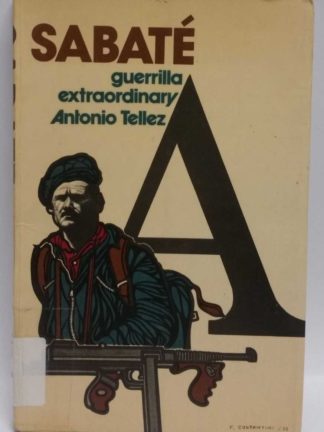 SABATÉ
guerrilla
extraordinary
Antonio Tellez
A